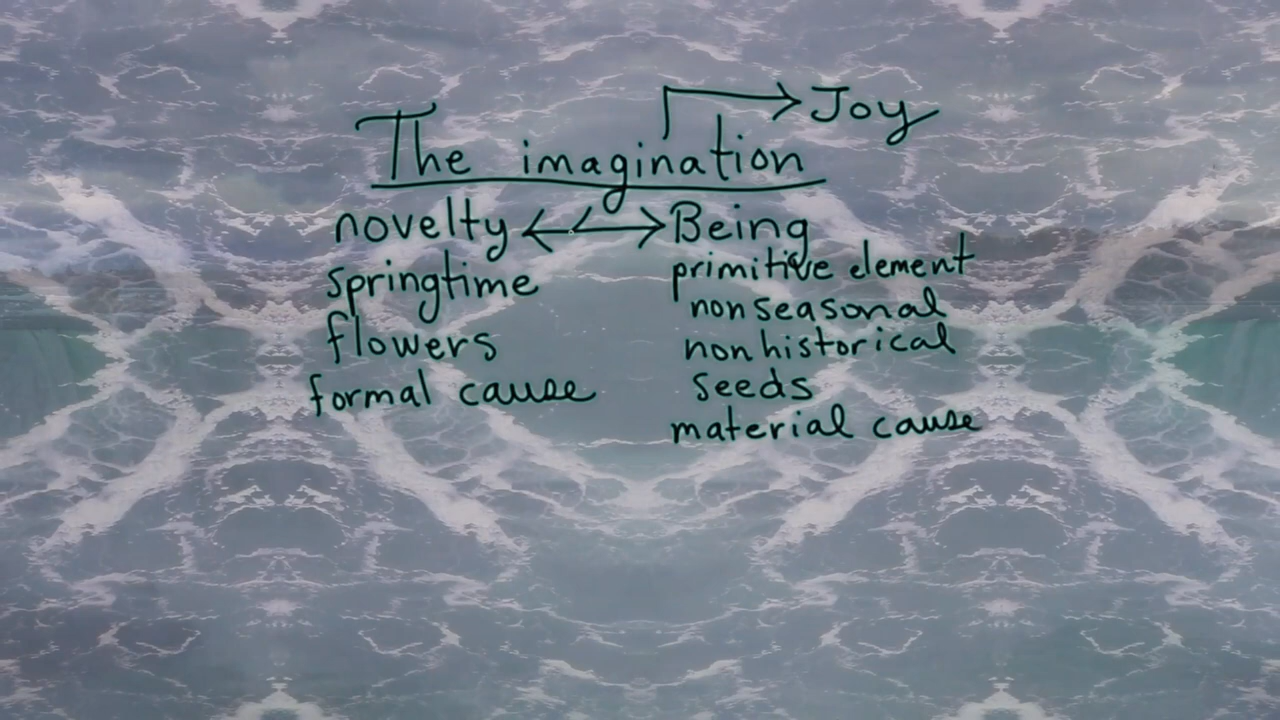 Joy
The imagination
novelty Being
springtime primitive element
flowers nonseasonal
formal cause nonhistorical
seeds
material cause